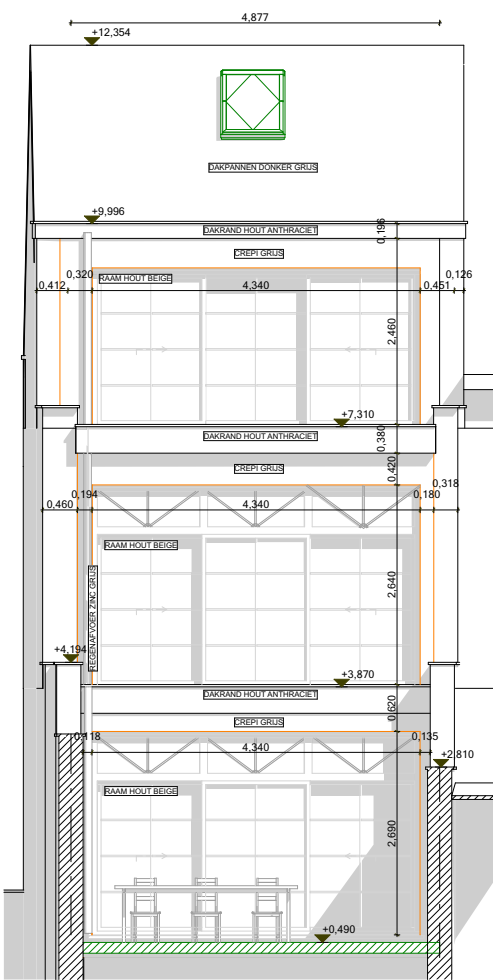 4,877
+12,354
DAKPANNEN DONKER GRIJS
+9,996
DAKRAND HOUT ANTHRACIET
0,196
CREPI GRIJS
0,320
RAAM HOUT BEIGE
0,126
0,412
4,340
0,451
2,460
+7,310
DAKRAND HOUT ANTHRACIET
0,380
CREPI GRIJS
0,420
0,318
0,194
0,180
0,460
4,340
RAAM HOUT BEIGE
REGENAFVOER ZINC GRIJS
2,640
+4,194
+3,870
DAKRAND HOUT ANTHRACIET
CREPI GRIJS
0,620
0,118
4,340
0,135
+2,810
RAAM HOUT BEIGE
2,690
+0,490